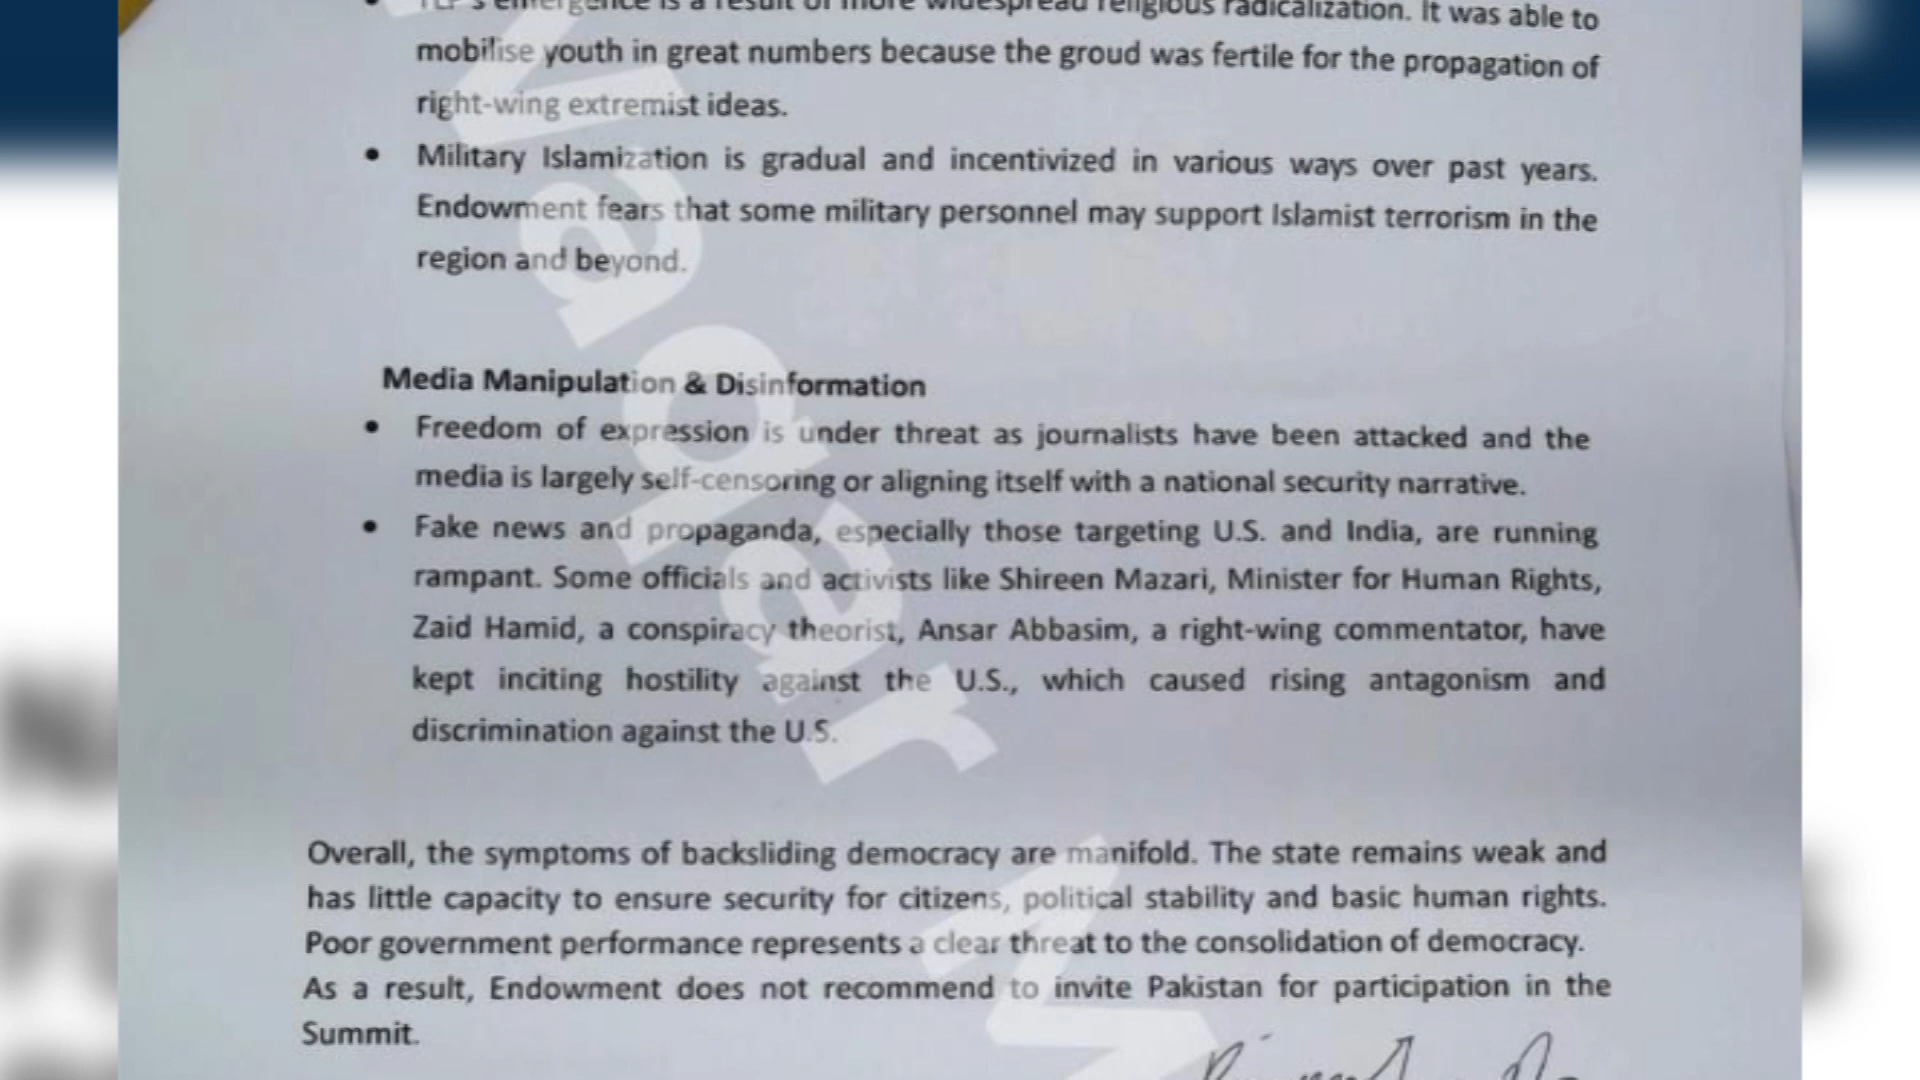 TLP's emergence is a result of more widespread religious radicalization. It was able to
mobilise youth in great numbers because the groud was fertile for the propagation of
right-wing extremist ideas.
• Military Islamization is gradual and incentivized in various ways over past years.
Endowment fears that some military personnel may support Islamist terrorism in the
region and beyond.
Media Manipulation & Disinformation
• Freedom of expression is under threat as journalists have been attacked and the
media is largely self-censoring or aligning itself with a national security narrative.
• Fake news and propaganda, especially those targeting U.S. and India, are running
rampant. Some officials and activists like Shireen Mazari, Minister for Human Rights,
Zaid Hamid, a conspiracy theorist, Ansar Abbasim, a right-wing commentator, have
kept inciting hostility against the U.S., which caused rising antagonism and
discrimination against the U.S.
Overall, the symptoms of backsliding democracy are manifold. The state remains weak and
has little capacity to ensure security for citizens, political stability and basic human rights.
Poor government performance represents a clear threat to the consolidation of democracy.
As a result, Endowment does not recommend to invite Pakistan for participation in the
Summit.